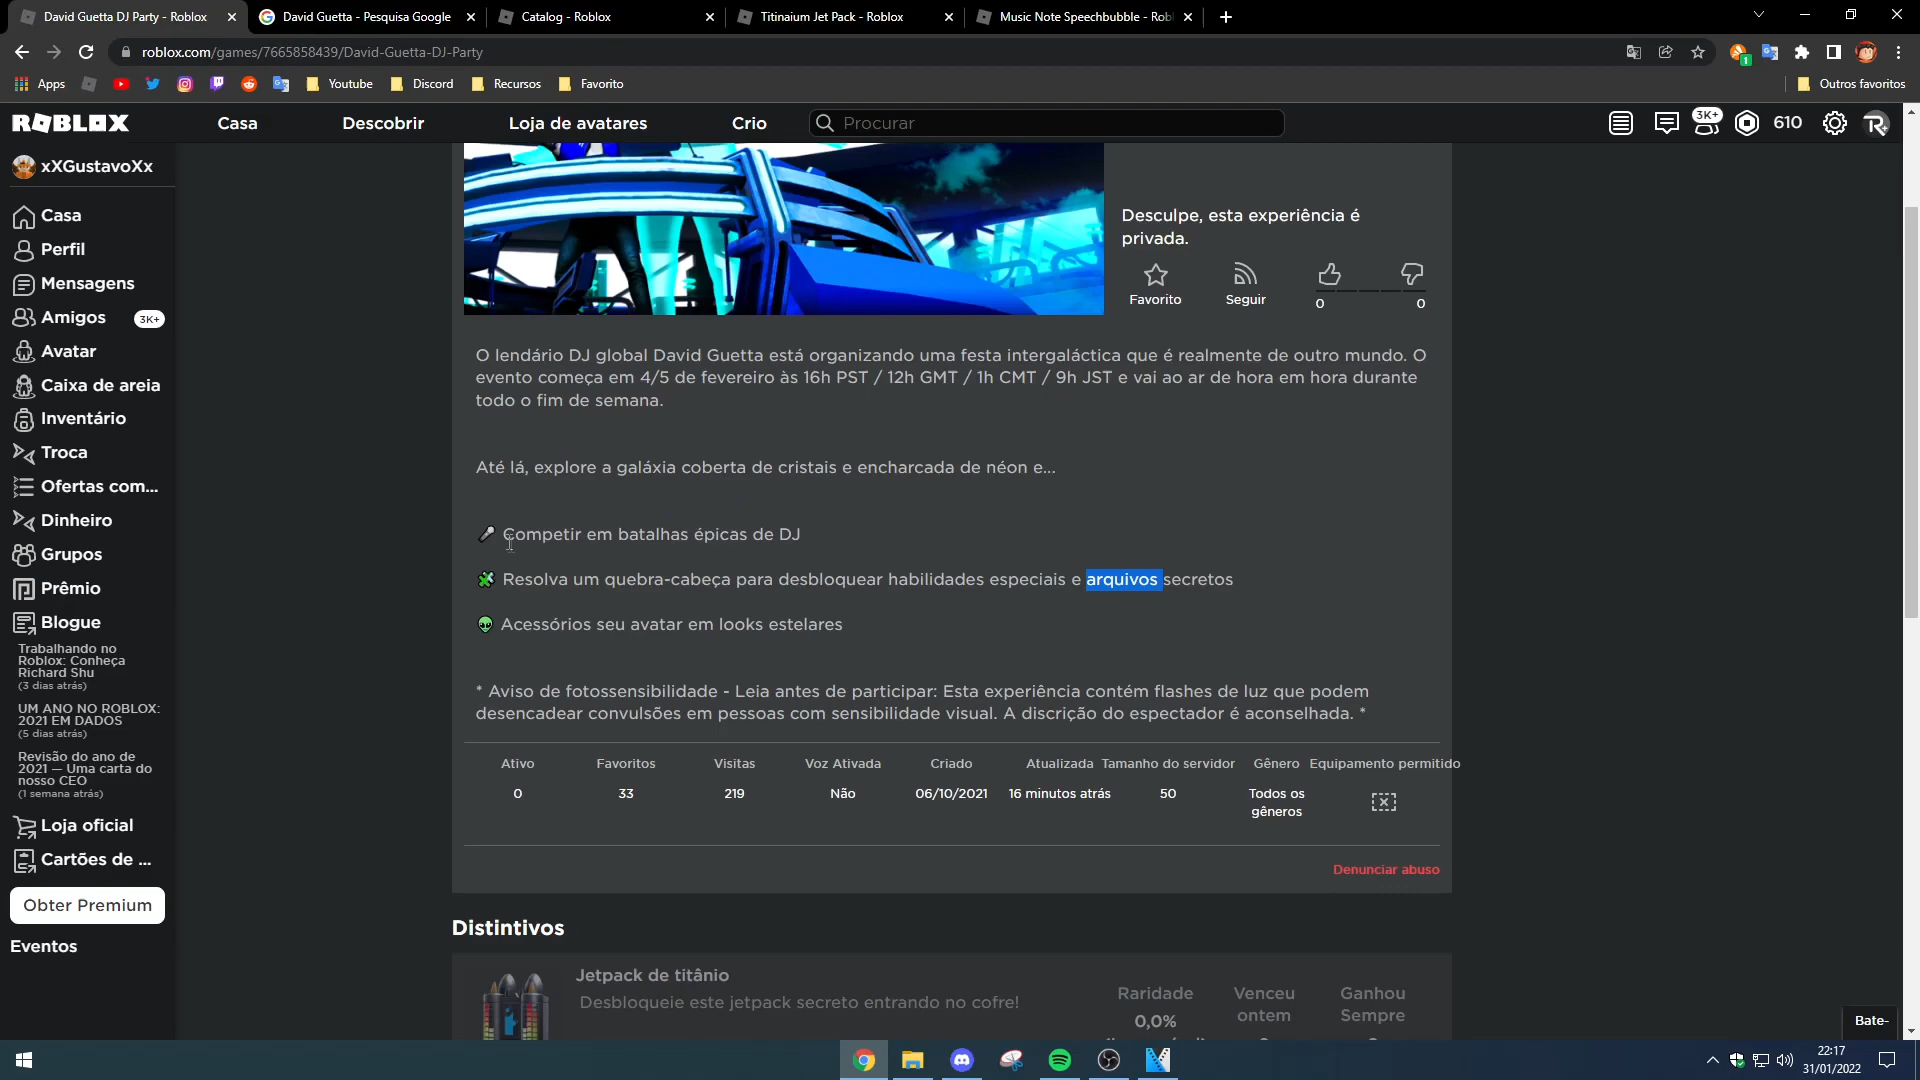 David Guetta DJ Party - Roblox
David Guetta - Pesquisa Google
Catalog - Roblox
Titinaium Jet Pack - Roblox
Music Note Speechbubble - Rob
roblox.com/games/7665858439/David-Guetta-DJ-Party
1
Apps
Youtube
Discord
Recursos
Favorito
Outros favoritos
ROBLOX
Casa
Descobrir
Loja de avatares
Crio
Procurar
3K+
610
xXGustavoXx
Casa
Perfil
Mensagens
Amigos 3K+
Avatar
Caixa de areia
Inventário
Troca
Ofertas com...
Dinheiro
Grupos
Prêmio
Blogue
Trabalhando no
Roblox: Conheça
Richard Shu
(3 dias atrás)
UM ANO NO ROBLOX:
2021 EM DADOS
(5 dias atrás)
Revisão do ano de
2021 — Uma carta do
nosso CEO
(1 semana atrás)
Loja oficial
Cartões de ...
Obter Premium
Eventos
Desculpe, esta experiência é
privada.
Favorito
Seguir
0
0
O lendário DJ global David Guetta está organizando uma festa intergaláctica que é realmente de outro mundo. O
evento começa em 4/5 de fevereiro às 16h PST / 12h GMT / 1h CMT / 9h JST e vai ao ar de hora em hora durante
todo o fim de semana.
Até lá, explore a galáxia coberta de cristais e encharcada de néon e...
🎤 Competir em batalhas épicas de DJ
🧩 Resolva um quebra-cabeça para desbloquear habilidades especiais e arquivos secretos
👽 Acessórios seu avatar em looks estelares
* Aviso de fotossensibilidade - Leia antes de participar: Esta experiência contém flashes de luz que podem
desencadear convulsões em pessoas com sensibilidade visual. A discrição do espectador é aconselhada. *
Ativo Favoritos Visitas Voz Ativada Criado Atualizada Tamanho do servidor Gênero Equipamento permitido
0 33 219 Não 06/10/2021 16 minutos atrás 50 Todos os
gêneros
Denunciar abuso
Distintivos
Jetpack de titânio
Desbloqueie este jetpack secreto entrando no cofre!
Raridade
0,0%
Venceu
ontem
Ganhou
Sempre
Bate-
22:17
31/01/2022